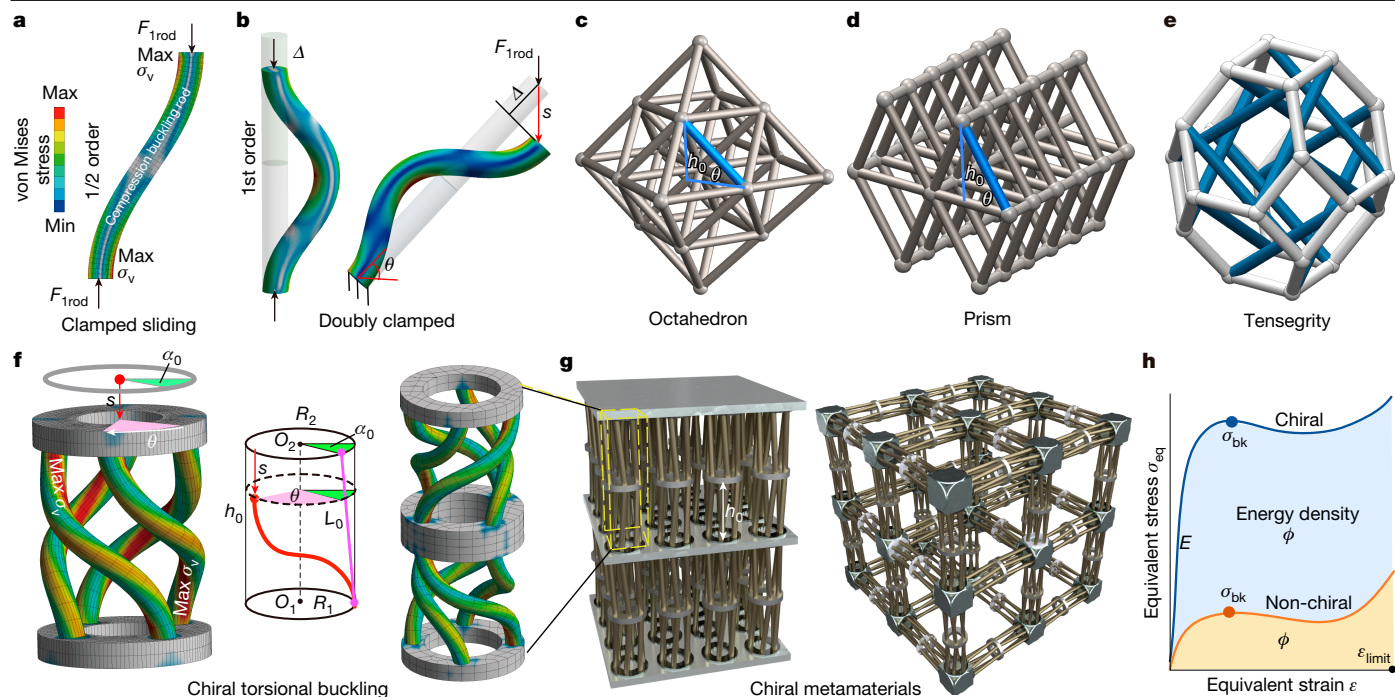 a
F1rod
Max
σv
von Mises
stress
Max
Min
1/2 order
Compression buckling rod
Max
σv
F1rod
Clamped sliding
b
Δ
1st order
F1rod
Δ
s
θ
Doubly clamped
c
h0
θ
Octahedron
d
h0
θ
Prism
e
Tensegrity
f
α0
s
θ
Max σv
Max σv
R2
O2
α0
s
θ
h0
L0
O1
R1
Chiral torsional buckling
g
h0
Chiral metamaterials
h
Equivalent stress σeq
Chiral
σbk
Energy density
ϕ
E
σbk
Non-chiral
ϕ
εlimit
Equivalent strain ε